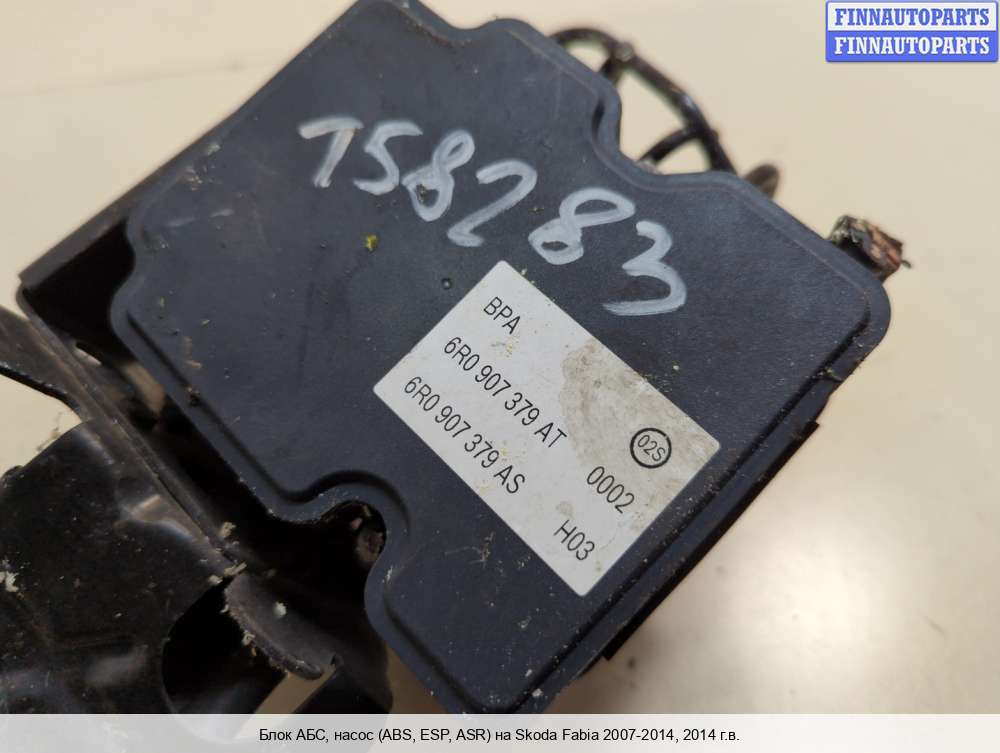 FINNAUTOPARTS
FINNAUTOPARTS
758283
BPA
6R0 907 379 AT 0002
6R0 907 379 AS H03
02S
Блок АБС, насос (ABS, ESP, ASR) на Skoda Fabia 2007-2014, 2014 г.в.